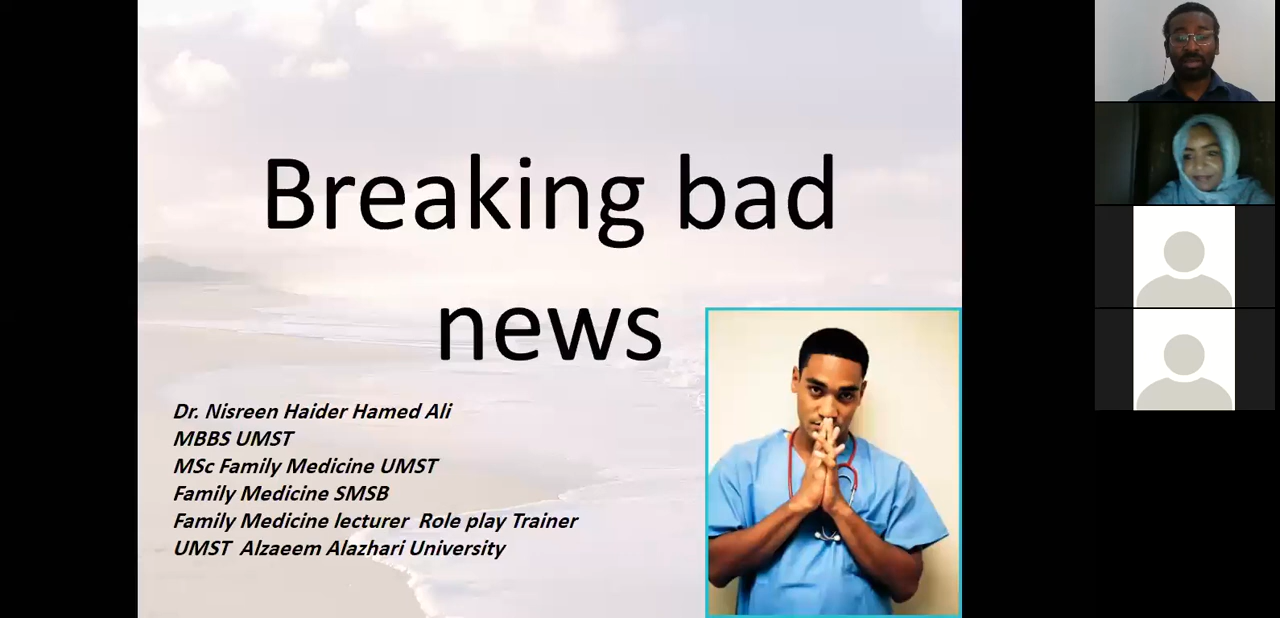 Breaking bad
news
Dr. Nisreen Haider Hamed Ali
MBBS UMST
MSc Family Medicine UMST
Family Medicine SMSB
Family Medicine lecturer  Role play Trainer
UMST  Alzaeem Alazhari University